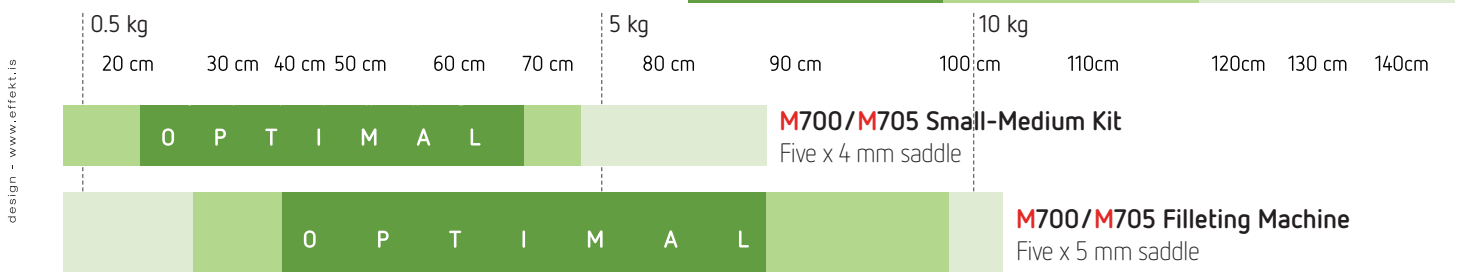 0.5 kg 5 kg 10 kg
20 cm 30 cm 40 cm 50 cm 60 cm 70 cm 80 cm 90 cm 100 cm 110cm 120cm 130 cm 140cm
OPTIMAL
M700/M705 Small-Medium Kit
Five x 4 mm saddle
OPTIMAL
M700/M705 Filleting Machine
Five x 5 mm saddle
design - www.effekt.is